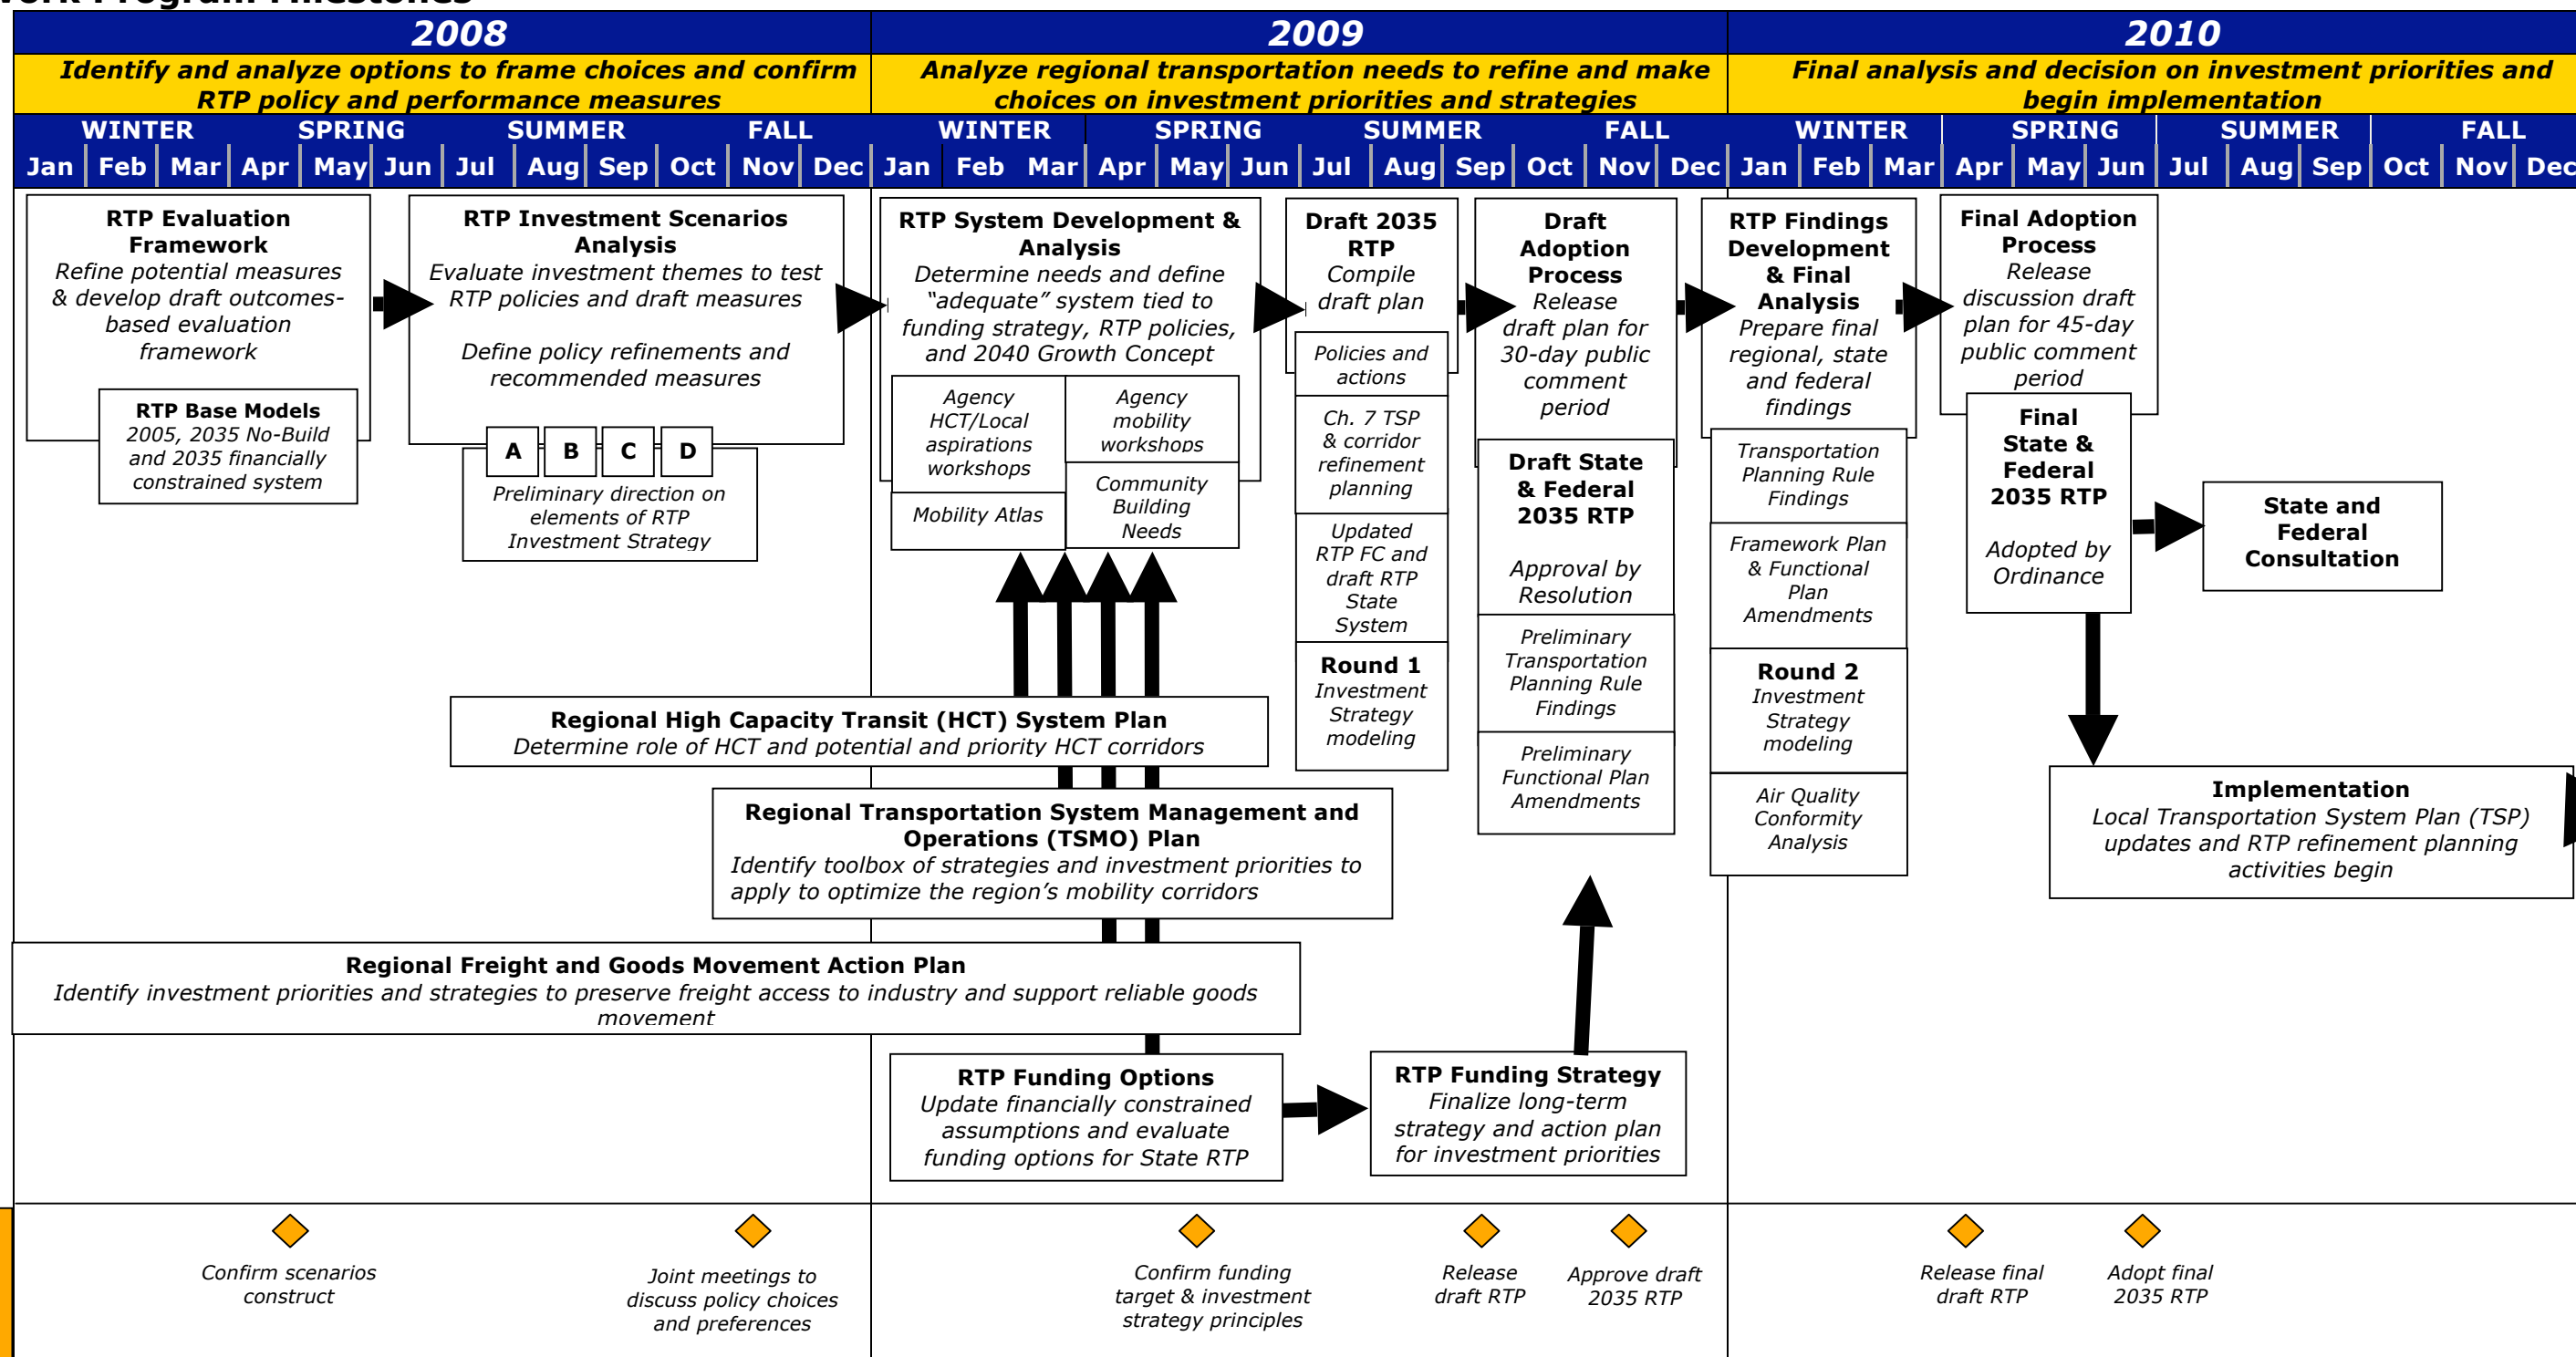 Work Program Milestones
2008
2009
2010
Identify and analyze options to frame choices and confirm
RTP policy and performance measures
Analyze regional transportation needs to refine and make
choices on investment priorities and strategies
Final analysis and decision on investment priorities and
begin implementation
WINTER SPRING SUMMER FALL WINTER SPRING SUMMER FALL WINTER SPRING SUMMER FALL
Jan Feb Mar Apr May Jun Jul Aug Sep Oct Nov Dec Jan Feb Mar Apr May Jun Jul Aug Sep Oct Nov Dec Jan Feb Mar Apr May Jun Jul Aug Sep Oct Nov Dec
RTP Evaluation
Framework
Refine potential measures
& develop draft outcomes-
based evaluation
framework
RTP Base Models
2005, 2035 No-Build
and 2035 financially
constrained system
RTP Investment Scenarios
Analysis
Evaluate investment themes to test
RTP policies and draft measures
Define policy refinements and
recommended measures
A B C D
Preliminary direction on
elements of RTP
Investment Strategy
RTP System Development &
Analysis
Determine needs and define
“adequate” system tied to
funding strategy, RTP policies,
and 2040 Growth Concept
Agency
HCT/Local
aspirations
workshops
Mobility Atlas
Agency
mobility
workshops
Community
Building
Needs
Draft 2035
RTP
Compile
draft plan
Policies and
actions
Ch. 7 TSP
& corridor
refinement
planning
Updated
RTP FC and
draft RTP
State
System
Round 1
Investment
Strategy
modeling
Draft
Adoption
Process
Release
draft plan for
30-day public
comment
period
Draft State
& Federal
2035 RTP
Approval by
Resolution
Preliminary
Transportation
Planning Rule
Findings
Preliminary
Functional Plan
Amendments
RTP Findings
Development
& Final
Analysis
Prepare final
regional, state
and federal
findings
Transportation
Planning Rule
Findings
Framework Plan
& Functional
Plan
Amendments
Round 2
Investment
Strategy
modeling
Air Quality
Conformity
Analysis
Final Adoption
Process
Release
discussion draft
plan for 45-day
public comment
period
Final
State &
Federal
2035 RTP
Adopted by
Ordinance
State and
Federal
Consultation
Implementation
Local Transportation System Plan (TSP)
updates and RTP refinement planning
activities begin
Regional High Capacity Transit (HCT) System Plan
Determine role of HCT and potential and priority HCT corridors
Regional Transportation System Management and
Operations (TSMO) Plan
Identify toolbox of strategies and investment priorities to
apply to optimize the region’s mobility corridors
Regional Freight and Goods Movement Action Plan
Identify investment priorities and strategies to preserve freight access to industry and support reliable goods
movement
RTP Funding Options
Update financially constrained
assumptions and evaluate
funding options for State RTP
RTP Funding Strategy
Finalize long-term
strategy and action plan
for investment priorities
Confirm scenarios
construct
Joint meetings to
discuss policy choices
and preferences
Confirm funding
target & investment
strategy principles
Release
draft RTP
Approve draft
2035 RTP
Release final
draft RTP
Adopt final
2035 RTP